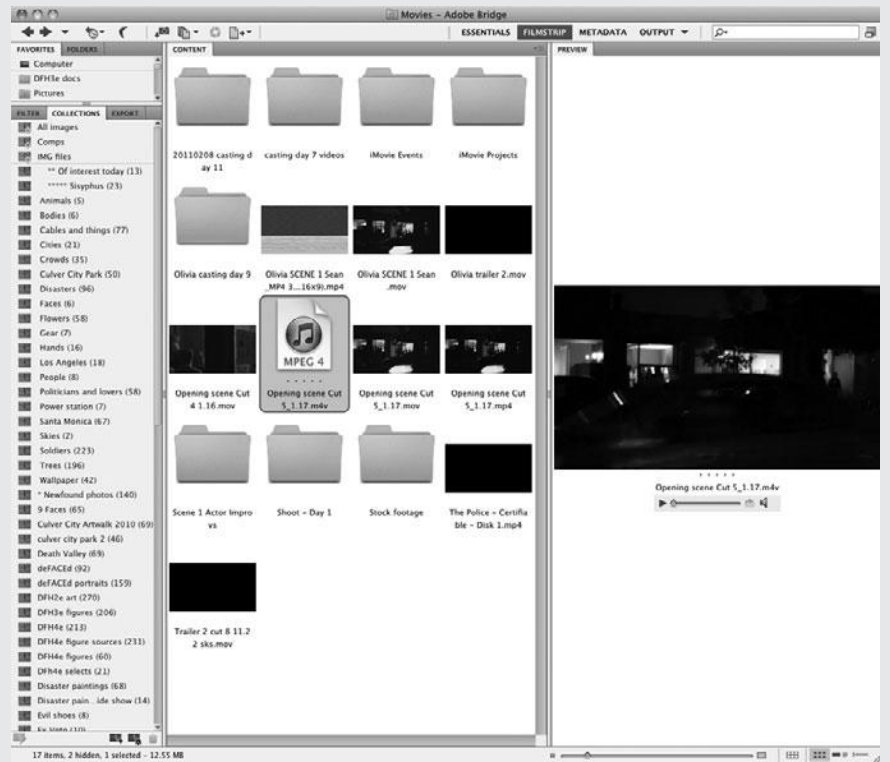 Movies – Adobe Bridge
ESSENTIALS FILMSTRIP METADATA OUTPUT
FAVORITES FOLDERS
Computer
DFH3e docs
Pictures
FILTER COLLECTIONS EXPORT
All images
Comps
IMG files
** Of interest today (13)
***** Sisyphus (23)
Animals (5)
Bodies (6)
Cables and things (77)
Cities (21)
Crowds (35)
Culver City Park (50)
Disasters (96)
Faces (6)
Flowers (58)
Gear (7)
Hands (16)
Los Angeles (18)
People (8)
Politicians and lovers (58)
Power station (7)
Santa Monica (67)
Skies (2)
Soldiers (223)
Trees (196)
Wallpaper (42)
* Newfound photos (140)
9 Faces (65)
Culver City Artwalk 2010 (69)
culver city park 2 (46)
Death Valley (69)
deFACEd (92)
deFACEd portraits (159)
DFH2e art (270)
DFH3e figures (206)
DFH4e (213)
DFH4e figure sources (231)
DFH4e figures (60)
DFh4e selects (21)
Disaster paintings (68)
Disaster pain...ide show (14)
Evil shoes (8)
Ex Voto (10)
CONTENT
20110208 casting d
ay 11
casting day 7 videos
iMovie Events
iMovie Projects
Olivia casting day 9
Olivia SCENE 1 Sean
_MP4 3...16x9).mp4
Olivia SCENE 1 Sean
.mov
Olivia trailer 2.mov
Opening scene Cut
4 1.16.mov
MPEG 4
Opening scene Cut
5_1.17.m4v
Opening scene Cut
5_1.17.mov
Opening scene Cut
5_1.17.mp4
Scene 1 Actor Impro
vs
Shoot – Day 1
Stock footage
The Police – Certifia
ble – Disk 1.mp4
Trailer 2 cut 8 11.2
2 sks.mov
PREVIEW
Opening scene Cut 5_1.17.m4v
17 items, 2 hidden, 1 selected – 12.55 MB